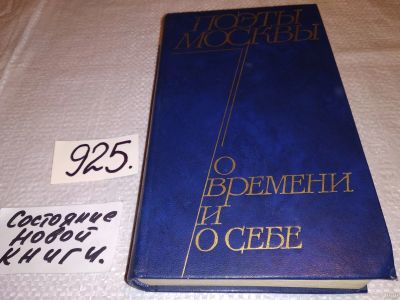 ПОЭТЫ
МОСКВЫ
О
ВРЕМЕНИ
И
О СЕБЕ
925.
Состояние
новой
книги.